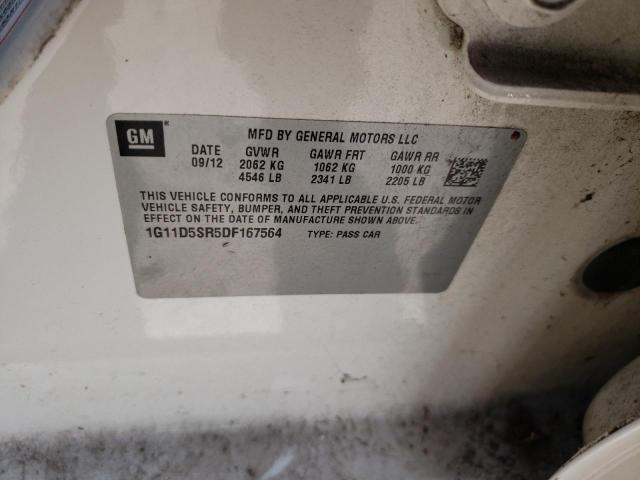 GM
MFD BY GENERAL MOTORS LLC
DATE GVWR GAWR FRT GAWR RR
09/12 2062 KG 1062 KG 1000 KG
4546 LB 2341 LB 2205 LB
THIS VEHICLE CONFORMS TO ALL APPLICABLE U.S. FEDERAL MOTOR
VEHICLE SAFETY, BUMPER, AND THEFT PREVENTION STANDARDS IN
EFFECT ON THE DATE OF MANUFACTURE SHOWN ABOVE.
1G11D5SR5DF167564 TYPE: PASS CAR